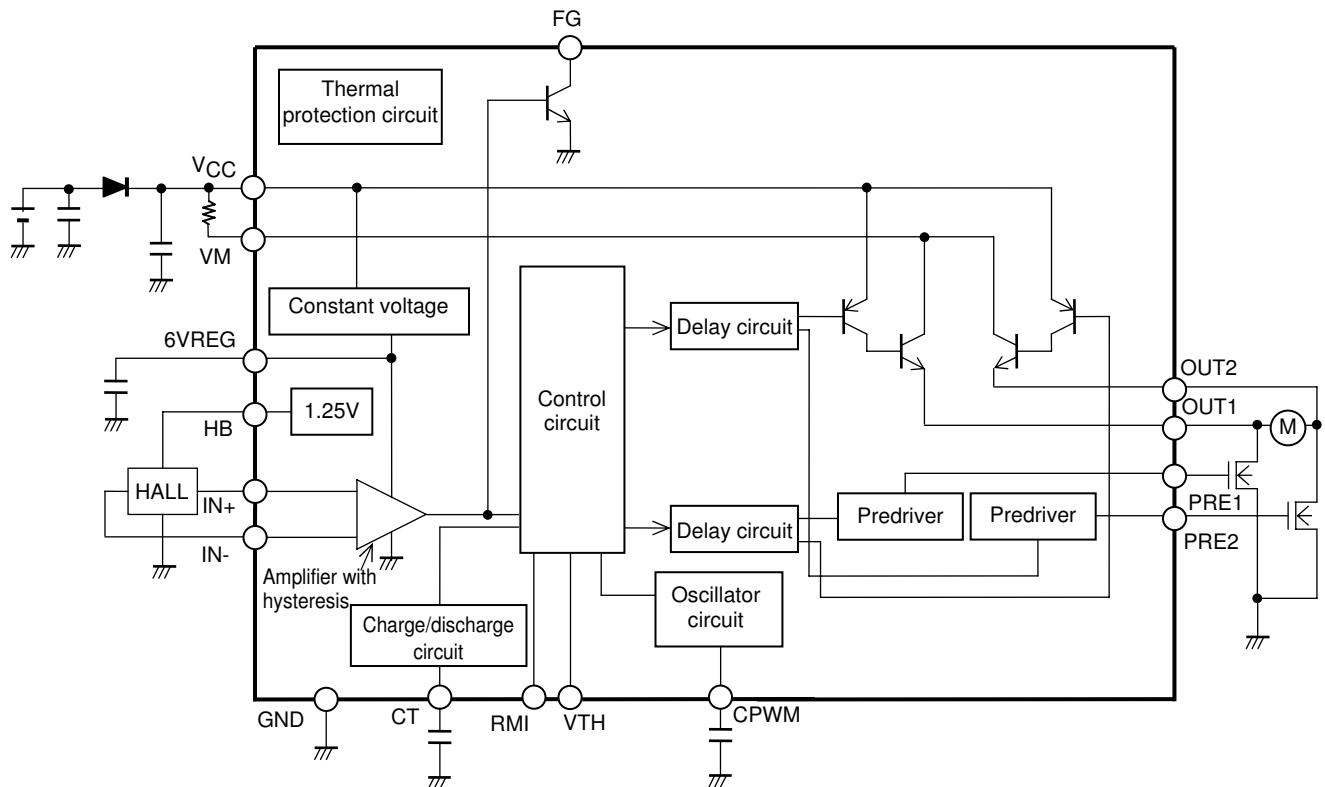 FG
Thermal
protection circuit
VCC
VM
Constant voltage
Delay circuit
6VREG
1.25V
HB
Control
circuit
OUT2
OUT1
M
HALL
IN+
IN-
Delay circuit
Predriver
Predriver
PRE1
PRE2
Amplifier with
hysteresis
Oscillator
circuit
Charge/discharge
circuit
GND
CT
RMI
VTH
CPWM